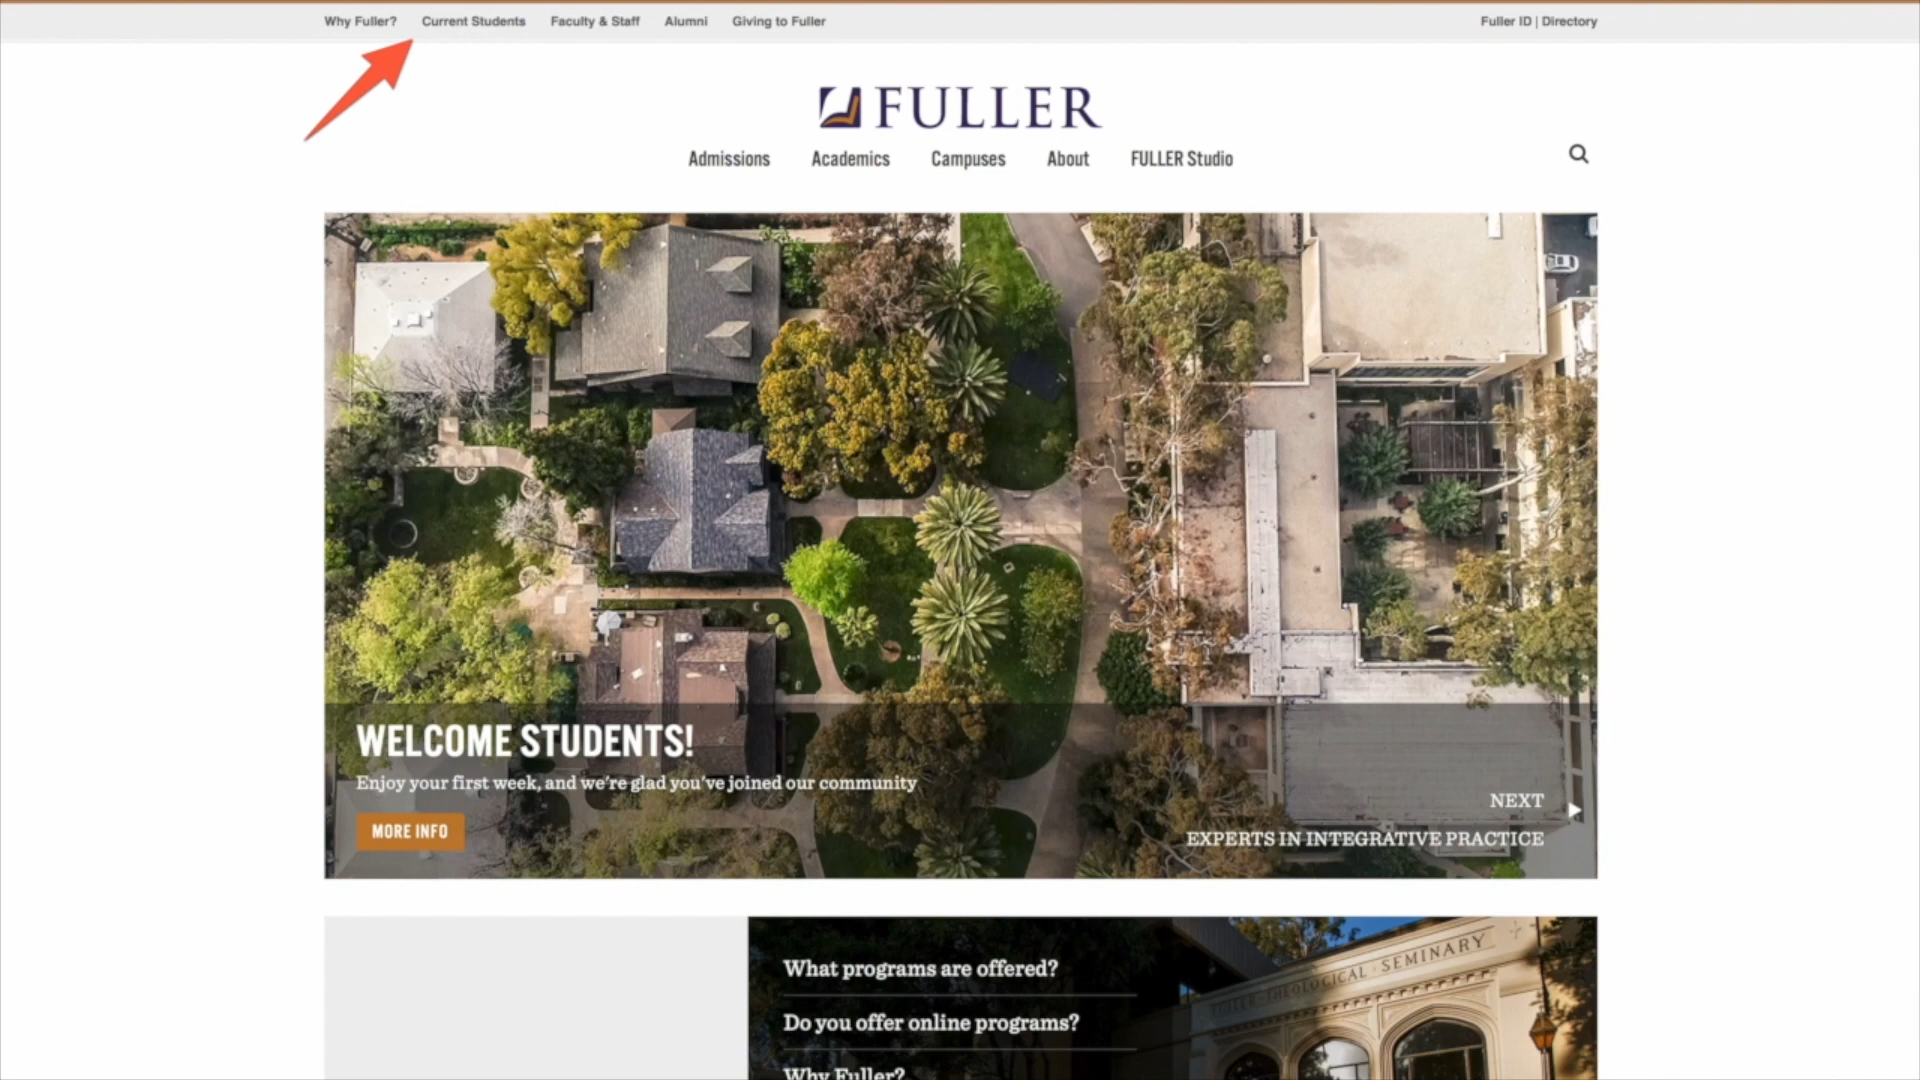 Why Fuller? Current Students Faculty & Staff Alumni Giving to Fuller Fuller ID | Directory
FULLER
Admissions Academics Campuses About FULLER Studio
WELCOME STUDENTS!
Enjoy your first week, and we're glad you've joined our community
MORE INFO
NEXT
EXPERTS IN INTEGRATIVE PRACTICE
What programs are offered?
Do you offer online programs?
Why Fuller?
FULLER · THEOLOGICAL · SEMINARY